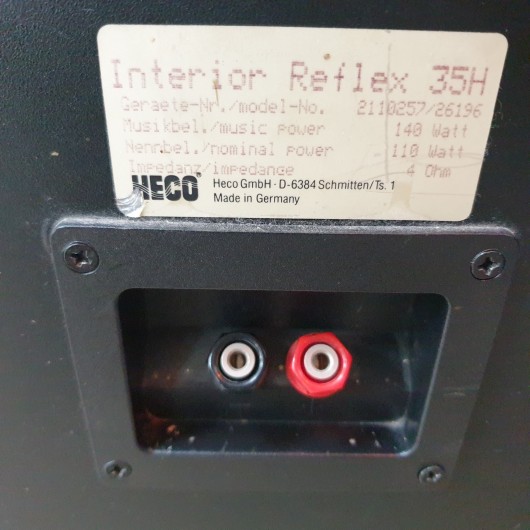 Interior Reflex 35H
Geraete-Nr./model-No. 2110257/26196
Musikbel./music power 140 Watt
Nennbel./nominal power 110 Watt
Impedanz/impedance 4 Ohm
HECO Heco GmbH · D-6384 Schmitten/Ts. 1
Made in Germany